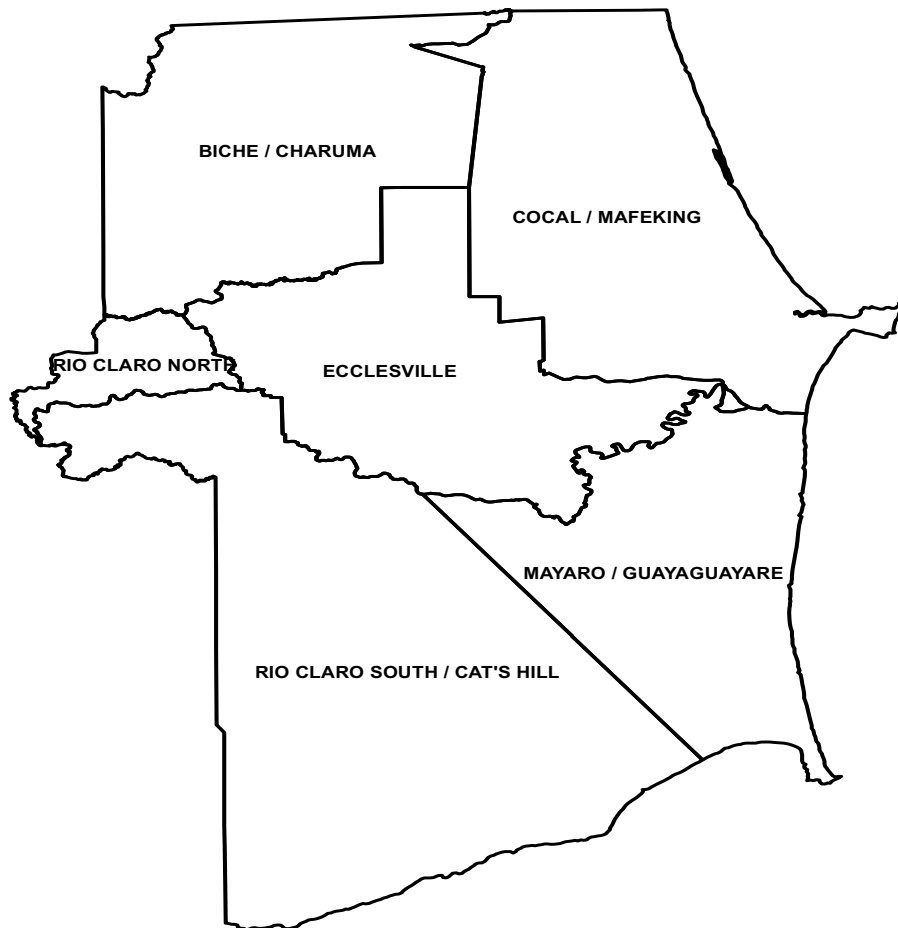 BICHE / CHARUMA
COCAL / MAFEKING
RIO CLARO NORTH
ECCLESVILLE
MAYARO / GUAYAGUAYARE
RIO CLARO SOUTH / CAT'S HILL